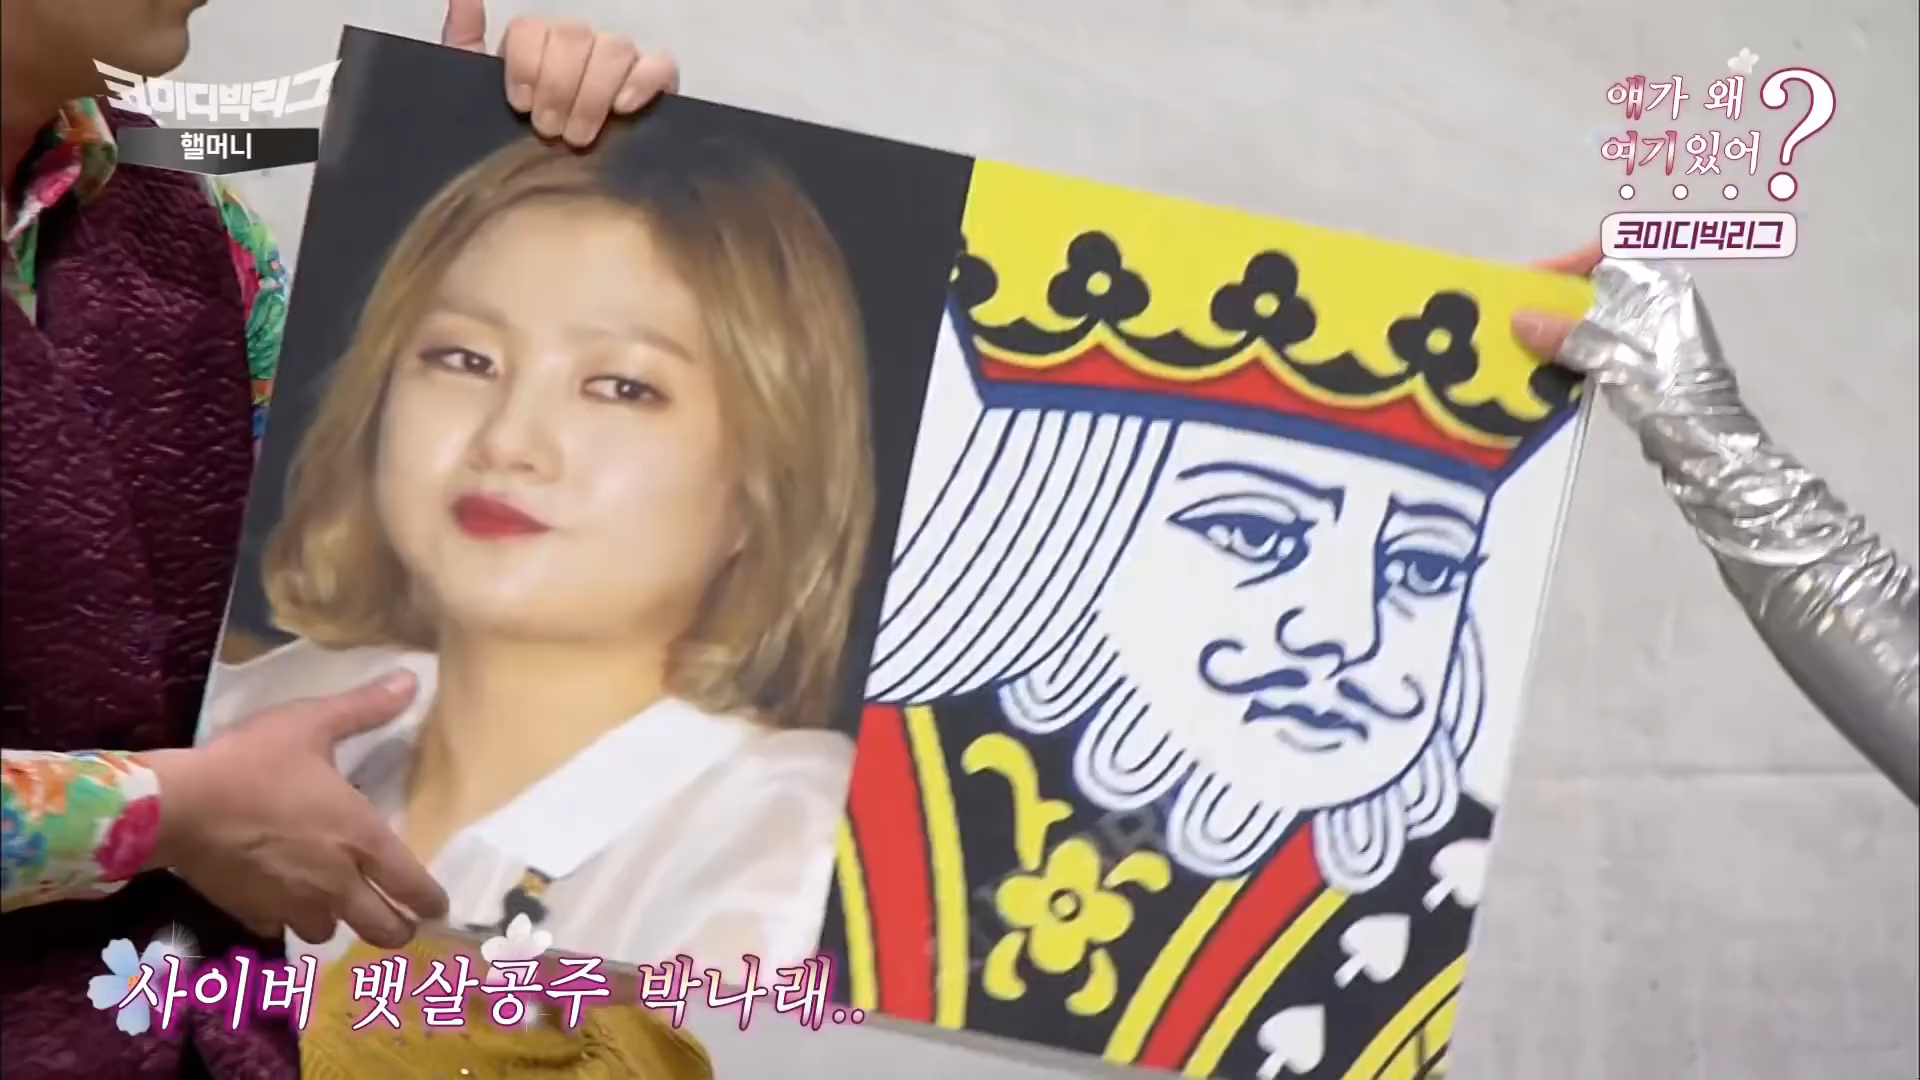 코미디빅리그
핼머니
얘가 왜
여기있어?
코미디빅리그
사이버 뱃살공주 박나래..